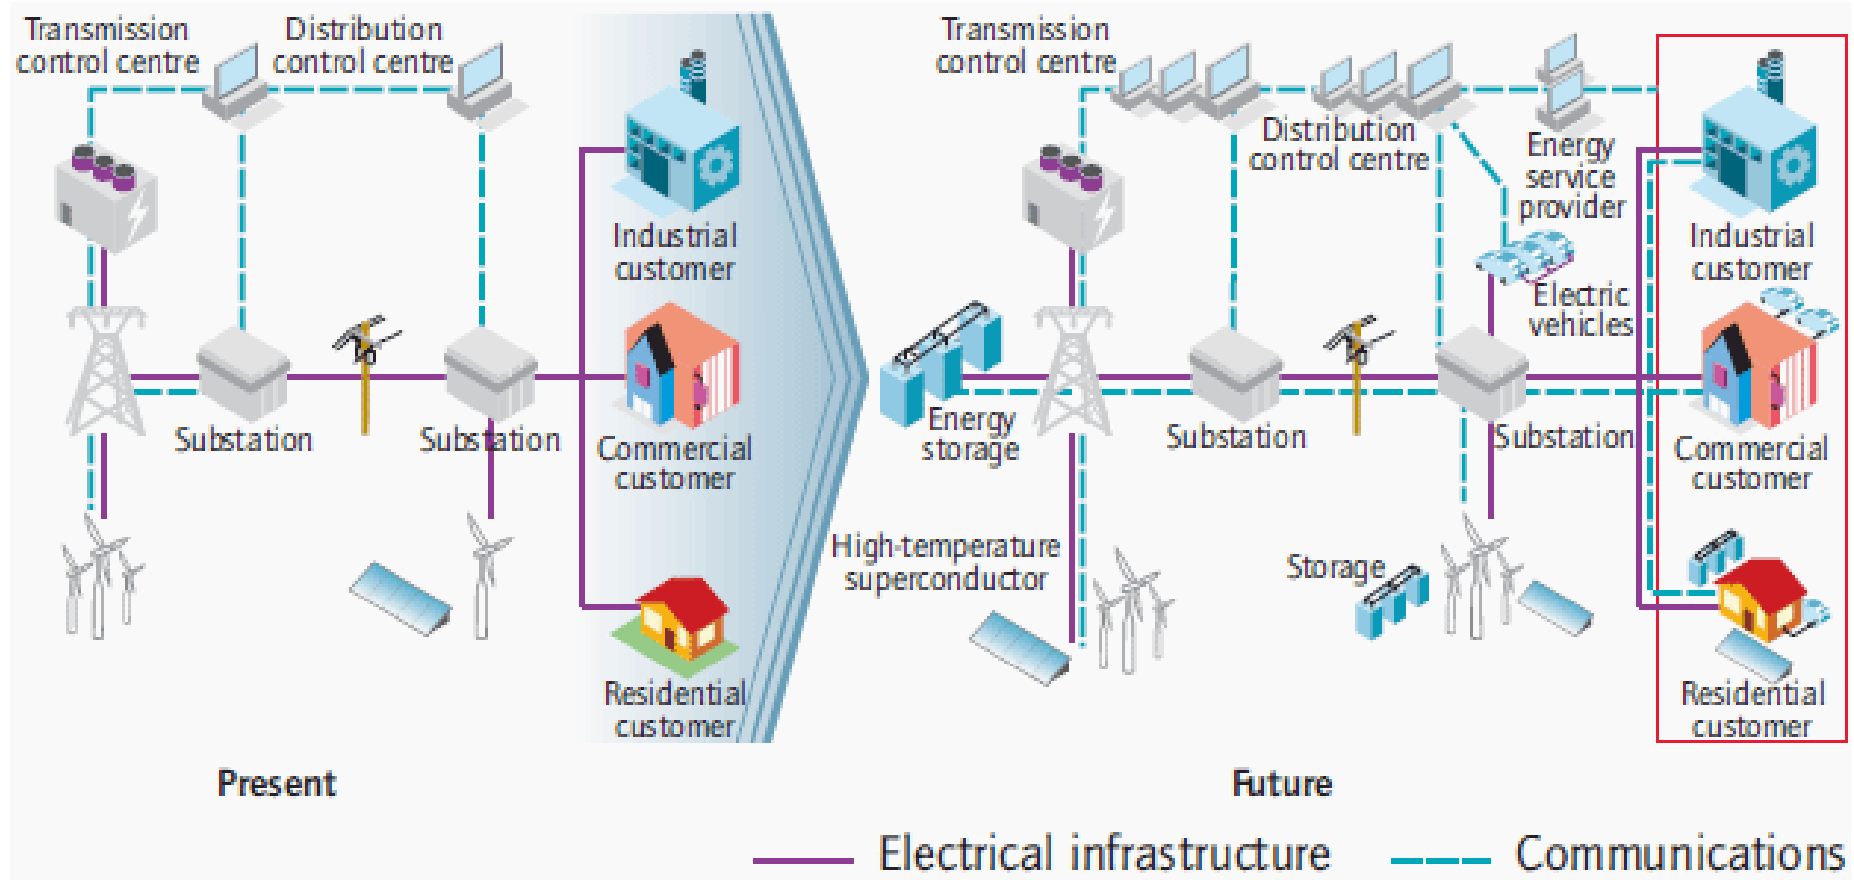 Transmission
control centre
Distribution
control centre
Industrial
customer
Substation
Substation
Commercial
customer
Residential
customer
Present
Transmission
control centre
Distribution
control centre
Energy
service
provider
Industrial
customer
Electric
vehicles
Energy
storage
Substation
Substation
Commercial
customer
High-temperature
superconductor
Storage
Residential
customer
Future
Electrical infrastructure
Communications